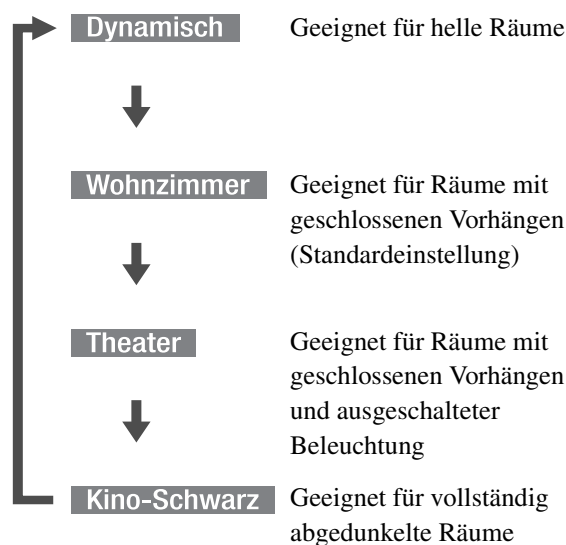 Dynamisch
Geeignet für helle Räume
Wohnzimmer
Geeignet für Räume mit
geschlossenen Vorhängen
(Standardeinstellung)
Theater
Geeignet für Räume mit
geschlossenen Vorhängen
und ausgeschalteter
Beleuchtung
Kino-Schwarz
Geeignet für vollständig
abgedunkelte Räume